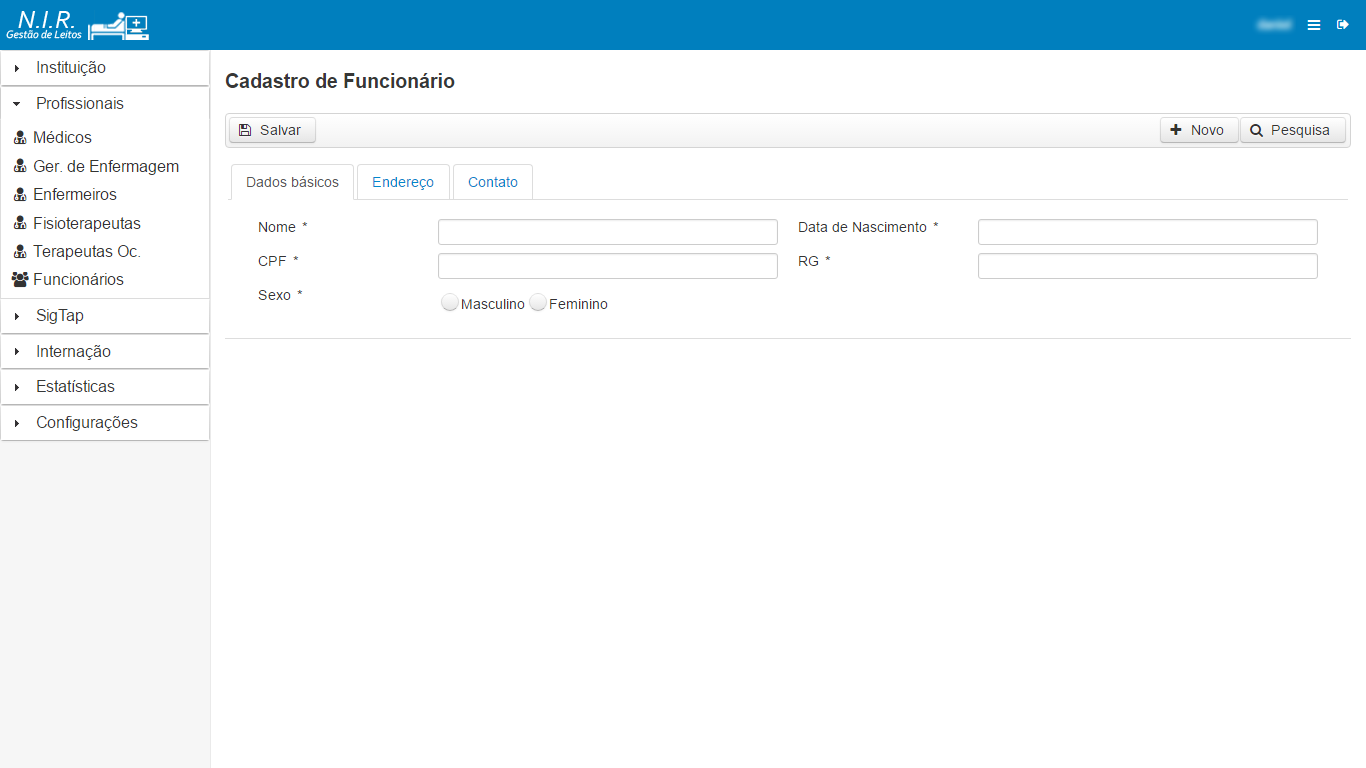 N.I.R.
Gestão de Leitos
Instituição
Profissionais
Médicos
Ger. de Enfermagem
Enfermeiros
Fisioterapeutas
Terapeutas Oc.
Funcionários
SigTap
Internação
Estatísticas
Configurações
Cadastro de Funcionário
Salvar
Novo Pesquisa
Dados básicos Endereço Contato
Nome * Data de Nascimento *
CPF * RG *
Sexo * Masculino Feminino